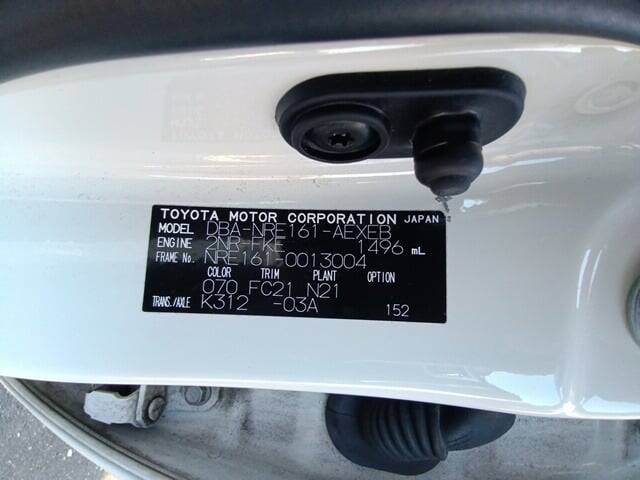 TOYOTA MOTOR CORPORATION JAPAN
MODEL DBA-NRE161-AEXEB
ENGINE 2NR-FKE 1496 mL
FRAME No. NRE161-0013004
COLOR TRIM PLANT OPTION
070 FC21 N21
TRANS./AXLE K312 -03A 152